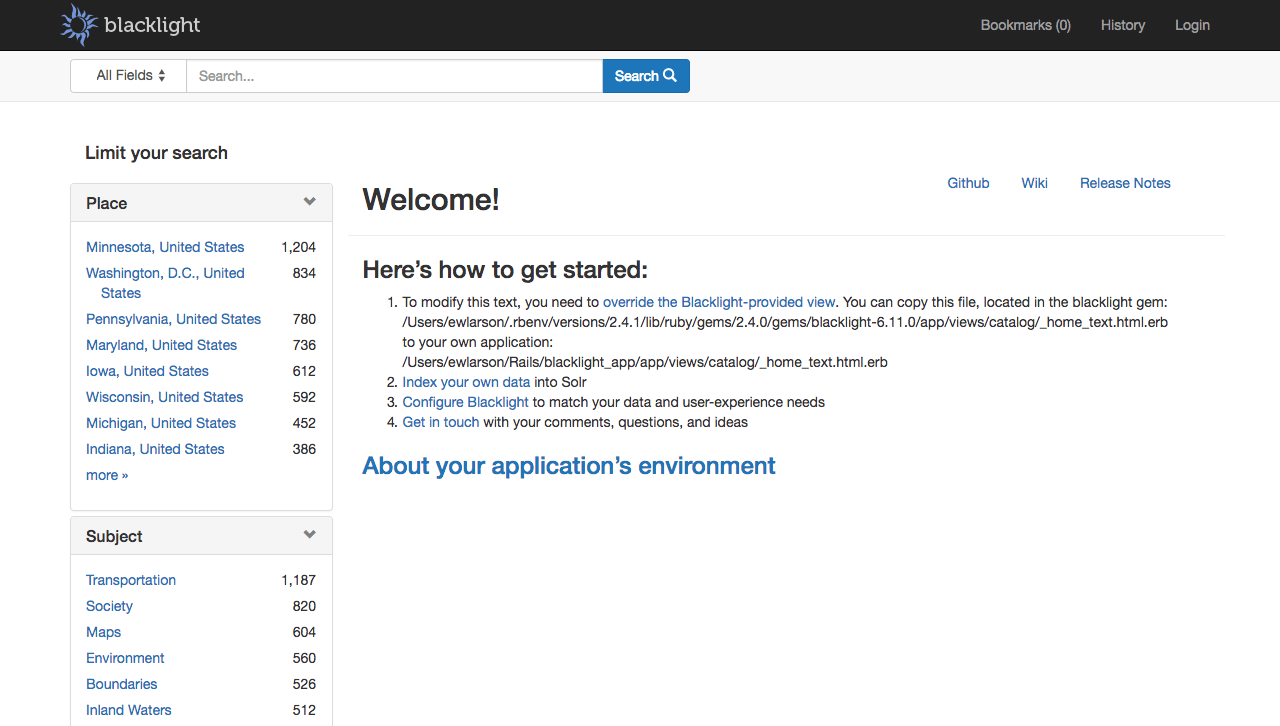 blacklight
Bookmarks (0) History Login
All Fields Search... Search
Limit your search
Place
Minnesota, United States 1,204
Washington, D.C., United 834
States
Pennsylvania, United States 780
Maryland, United States 736
Iowa, United States 612
Wisconsin, United States 592
Michigan, United States 452
Indiana, United States 386
more »
Subject
Transportation 1,187
Society 820
Maps 604
Environment 560
Boundaries 526
Inland Waters 512
Github Wiki Release Notes
Welcome!
Here’s how to get started:
1. To modify this text, you need to override the Blacklight-provided view. You can copy this file, located in the blacklight gem:
/Users/ewlarson/.rbenv/versions/2.4.1/lib/ruby/gems/2.4.0/gems/blacklight-6.11.0/app/views/catalog/_home_text.html.erb
to your own application:
/Users/ewlarson/Rails/blacklight_app/app/views/catalog/_home_text.html.erb
2. Index your own data into Solr
3. Configure Blacklight to match your data and user-experience needs
4. Get in touch with your comments, questions, and ideas
About your application’s environment